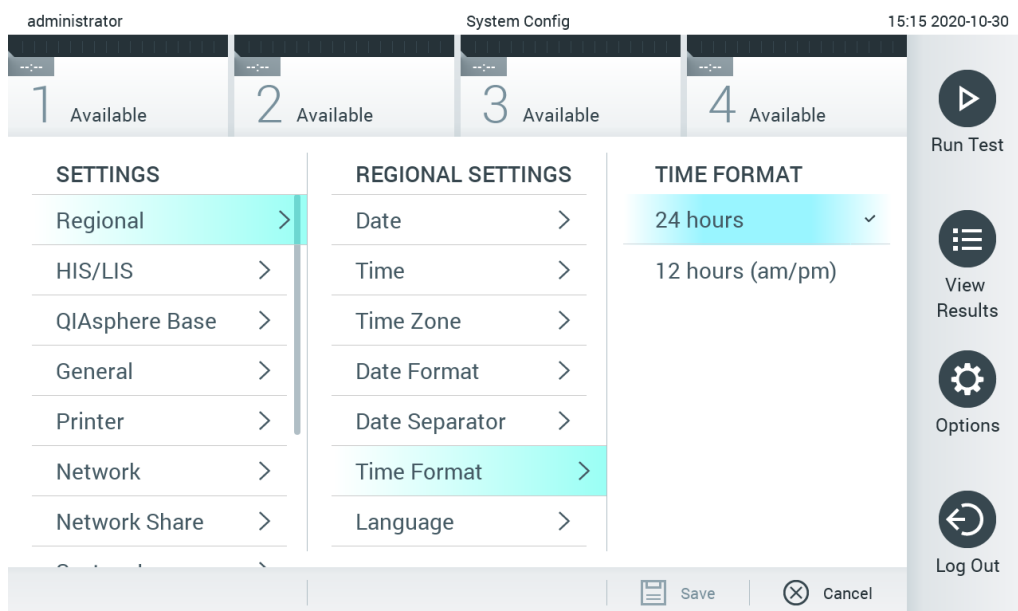 administrator
System Config
15:15 2020-10-30
--:--
--:--
--:--
--:--
1 Available
2 Available
3 Available
4 Available
Run Test
View
Results
Options
Log Out
SETTINGS
Regional
HIS/LIS
QIAsphere Base
General
Printer
Network
Network Share
REGIONAL SETTINGS
Date
Time
Time Zone
Date Format
Date Separator
Time Format
Language
TIME FORMAT
24 hours
12 hours (am/pm)
Save
Cancel